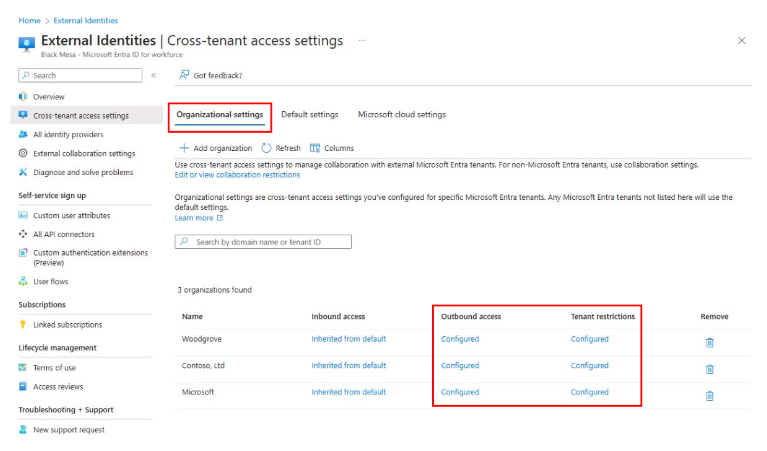 Home > External Identities
External Identities | Cross-tenant access settings ...
Black Mesa - Microsoft Entra ID for workforce
Search «
Got feedback?
Overview
Cross-tenant access settings
All identity providers
External collaboration settings
Diagnose and solve problems
Self-service sign up
Custom user attributes
All API connectors
Custom authentication extensions
(Preview)
User flows
Subscriptions
Linked subscriptions
Lifecycle management
Terms of use
Access reviews
Troubleshooting + Support
New support request
Organizational settings Default settings Microsoft cloud settings
+ Add organization Refresh Columns
Use cross-tenant access settings to manage collaboration with external Microsoft Entra tenants. For non-Microsoft Entra tenants, use collaboration settings.
Edit or view collaboration restrictions
Organizational settings are cross-tenant access settings you've configured for specific Microsoft Entra tenants. Any Microsoft Entra tenants not listed here will use the
default settings.
Learn more
Search by domain name or tenant ID
3 organizations found
Name Inbound access Outbound access Tenant restrictions Remove
Woodgrove Inherited from default Configured Configured
Contoso, Ltd Inherited from default Configured Configured
Microsoft Inherited from default Configured Configured